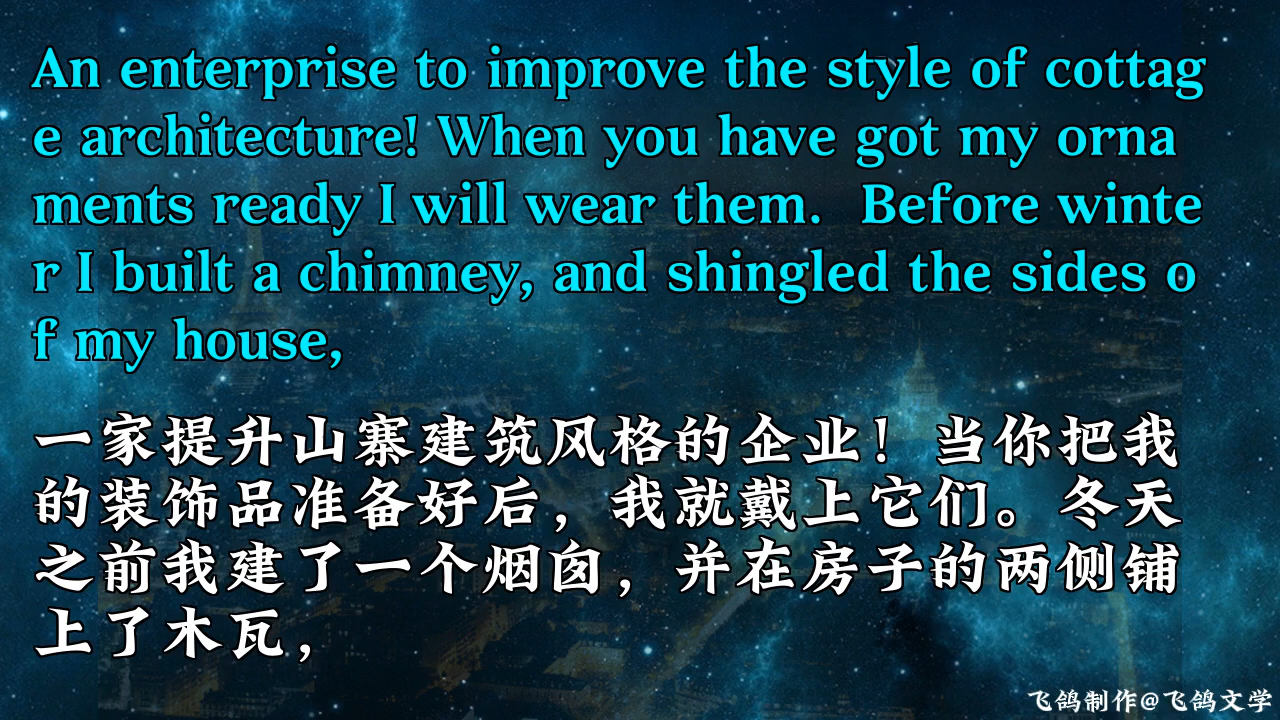 An enterprise to improve the style of cottag
e architecture! When you have got my orna
ments ready I will wear them.  Before winte
r I built a chimney, and shingled the sides o
f my house,
一家提升山寨建筑风格的企业！当你把我
的装饰品准备好后，我就戴上它们。冬天
之前我建了一个烟囱，并在房子的两侧铺
上了木瓦，
飞鸽制作@飞鸽文学